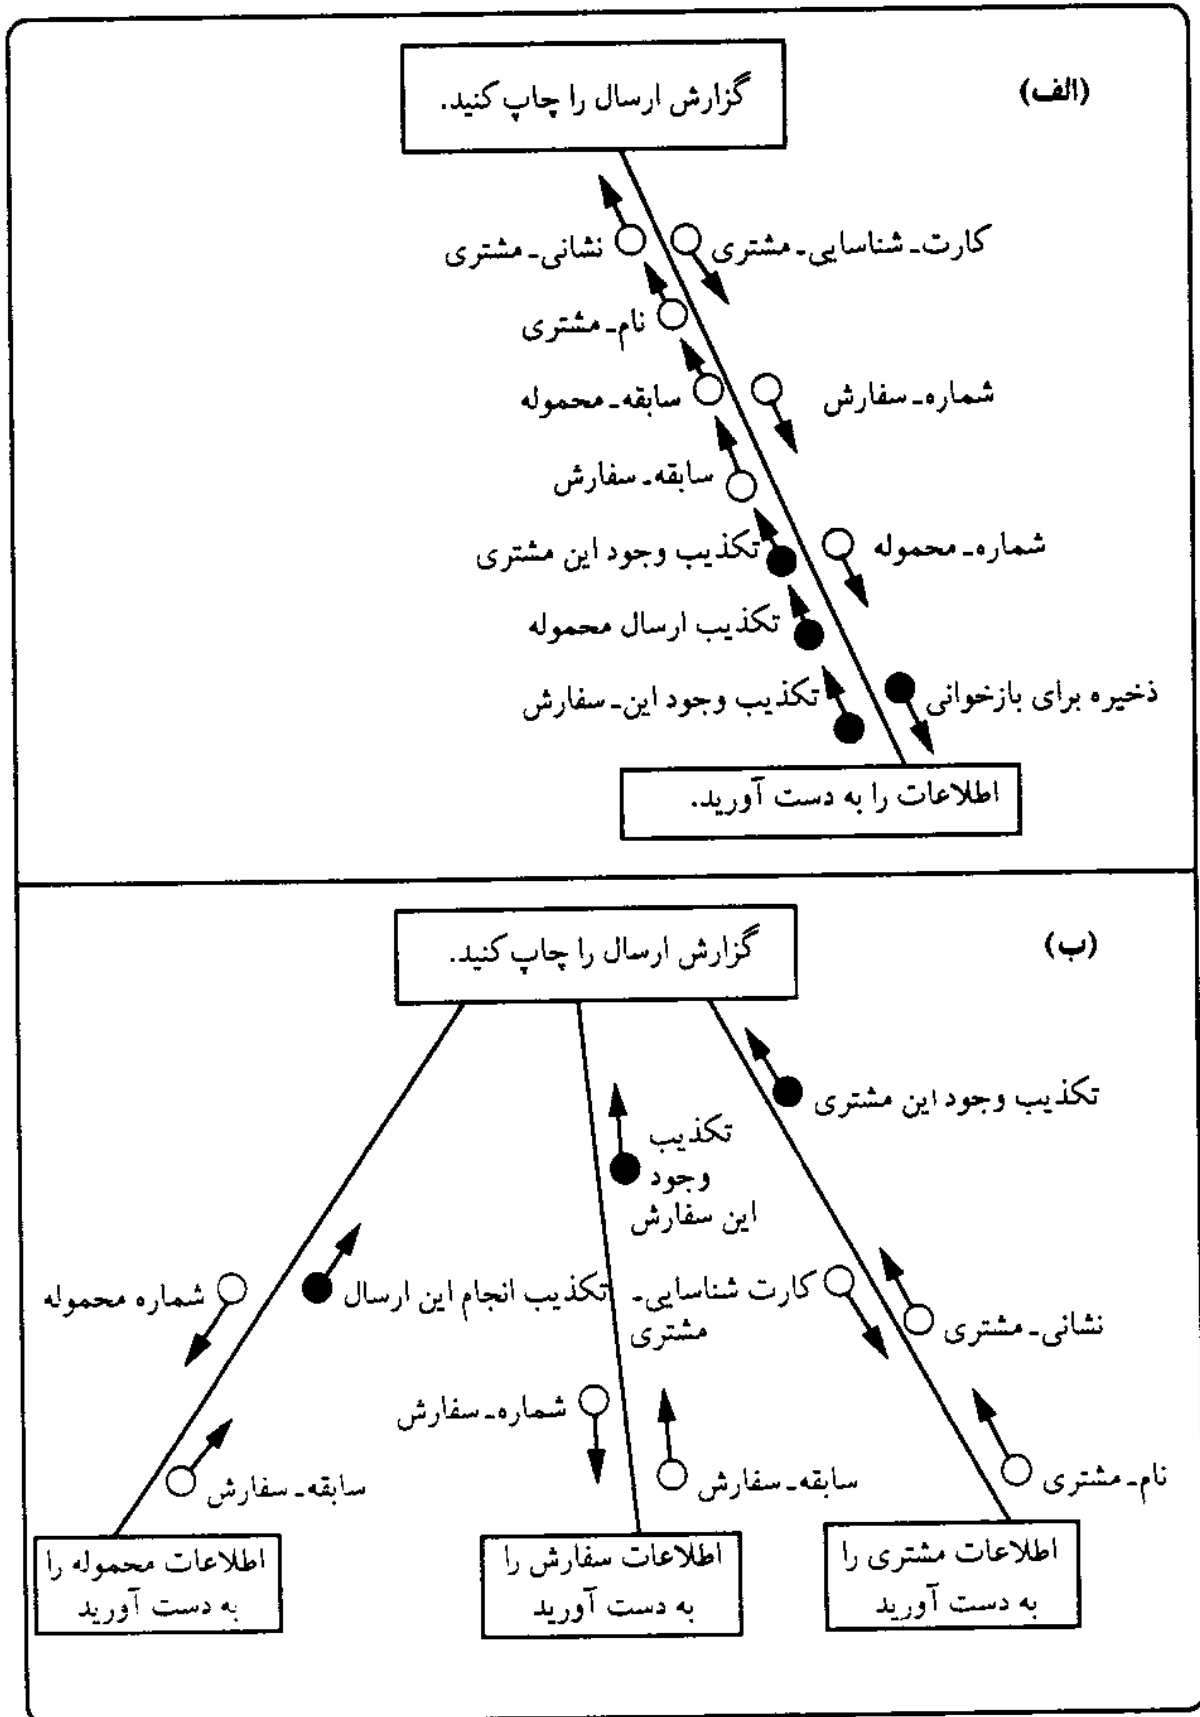 (الف)
گزارش ارسال را چاپ کنید.
کارت ـ شناسایی ـ مشتری
نشانی ـ مشتری
نام ـ مشتری
شماره ـ سفارش
سابقه ـ محموله
سابقه ـ سفارش
شماره ـ محموله
تکذیب وجود این مشتری
تکذیب ارسال محموله
ذخیره برای بازخوانی
تکذیب وجود این ـ سفارش
اطلاعات را به دست آورید.
(ب)
گزارش ارسال را چاپ کنید.
تکذیب وجود این مشتری
تکذیب
وجود
این سفارش
نشانی ـ مشتری
کارت شناسایی ـ
مشتری
تکذیب انجام این ارسال
شماره محموله
شماره ـ سفارش
نام ـ مشتری
سابقه ـ سفارش
سابقه ـ سفارش
اطلاعات مشتری را
به دست آورید
اطلاعات سفارش را
به دست آورید
اطلاعات محموله را
به دست آورید